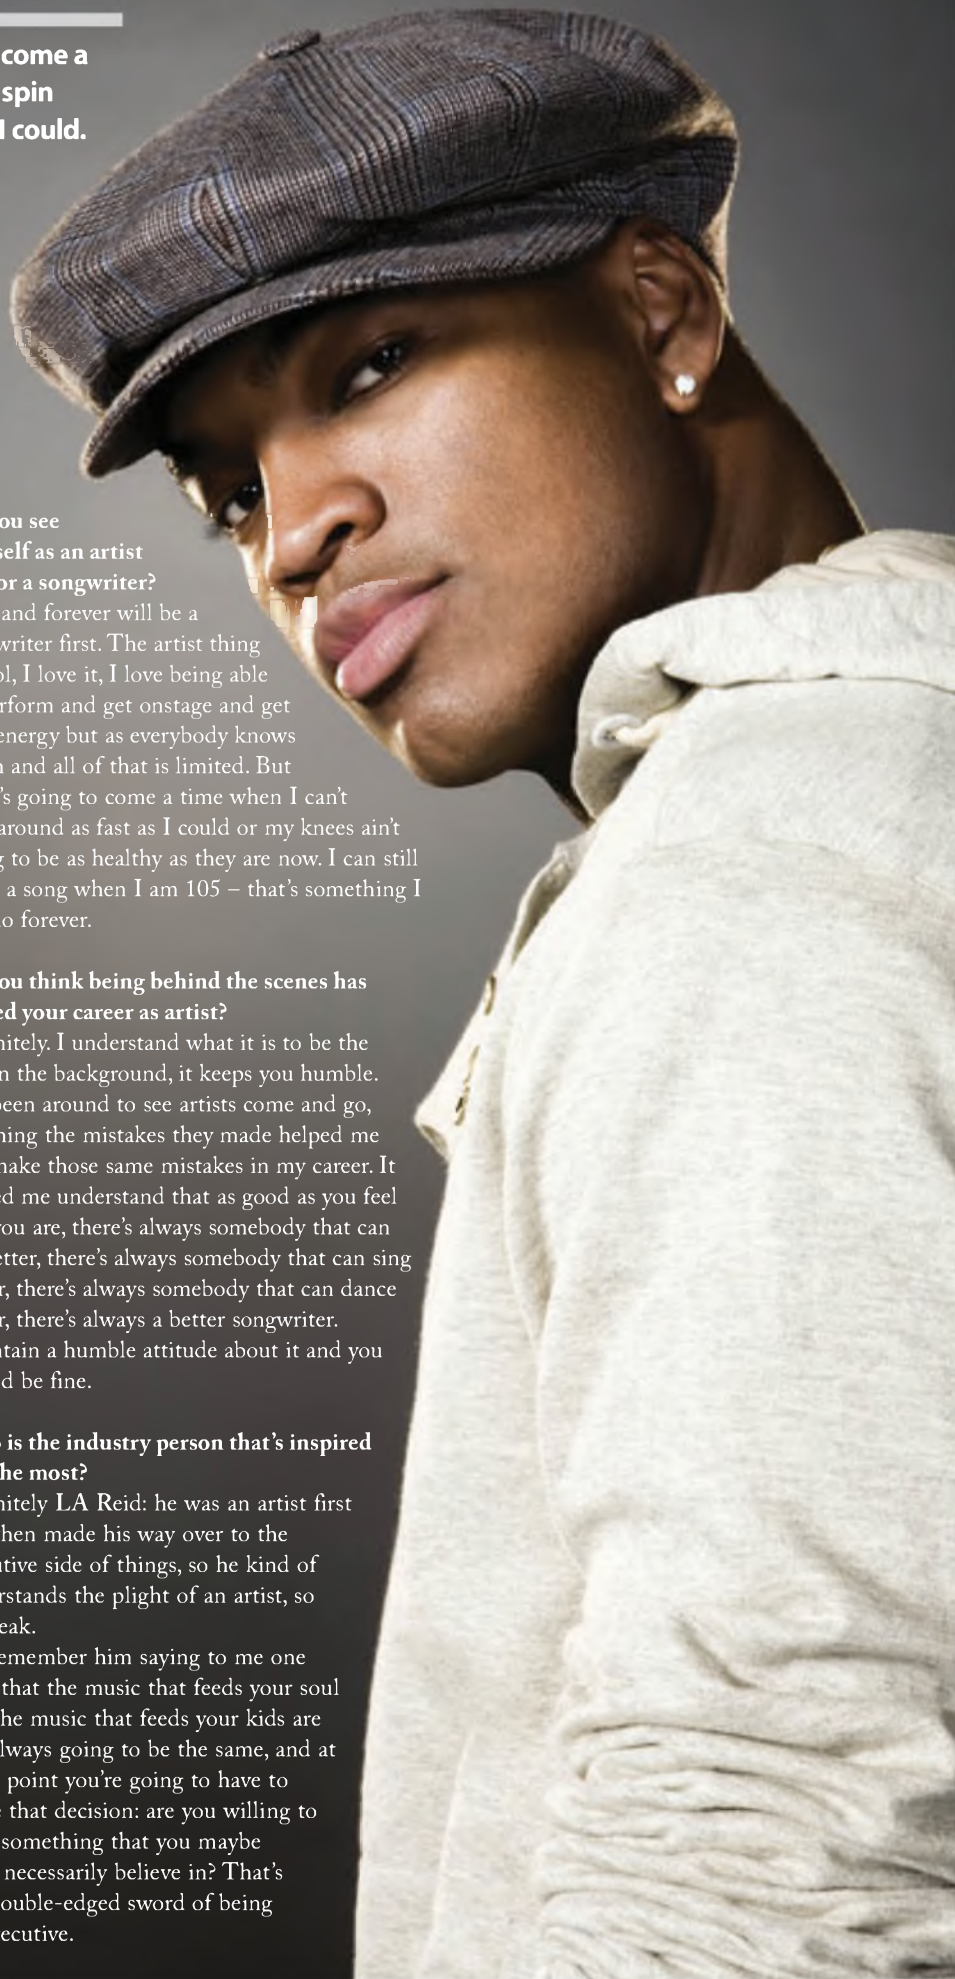 come a
spin
I could.
ou see
self as an artist
or a songwriter?
and forever will be a
writer first. The artist thing
ol, I love it, I love being able
rform and get onstage and get
energy but as everybody knows
n and all of that is limited. But
's going to come a time when I can't
around as fast as I could or my knees ain't
g to be as healthy as they are now. I can still
a song when I am 105 – that's something I
lo forever.
ou think being behind the scenes has
ed your career as artist?
nitely. I understand what it is to be the
n the background, it keeps you humble.
been around to see artists come and go,
ning the mistakes they made helped me
make those same mistakes in my career. It
ed me understand that as good as you feel
you are, there's always somebody that can
etter, there's always somebody that can sing
r, there's always somebody that can dance
r, there's always a better songwriter.
ntain a humble attitude about it and you
d be fine.
o is the industry person that's inspired
he most?
nitely LA Reid: he was an artist first
then made his way over to the
utive side of things, so he kind of
rstands the plight of an artist, so
eak.
emember him saying to me one
that the music that feeds your soul
he music that feeds your kids are
lways going to be the same, and at
point you're going to have to
e that decision: are you willing to
something that you maybe
necessarily believe in? That's
ouble-edged sword of being
ecutive.